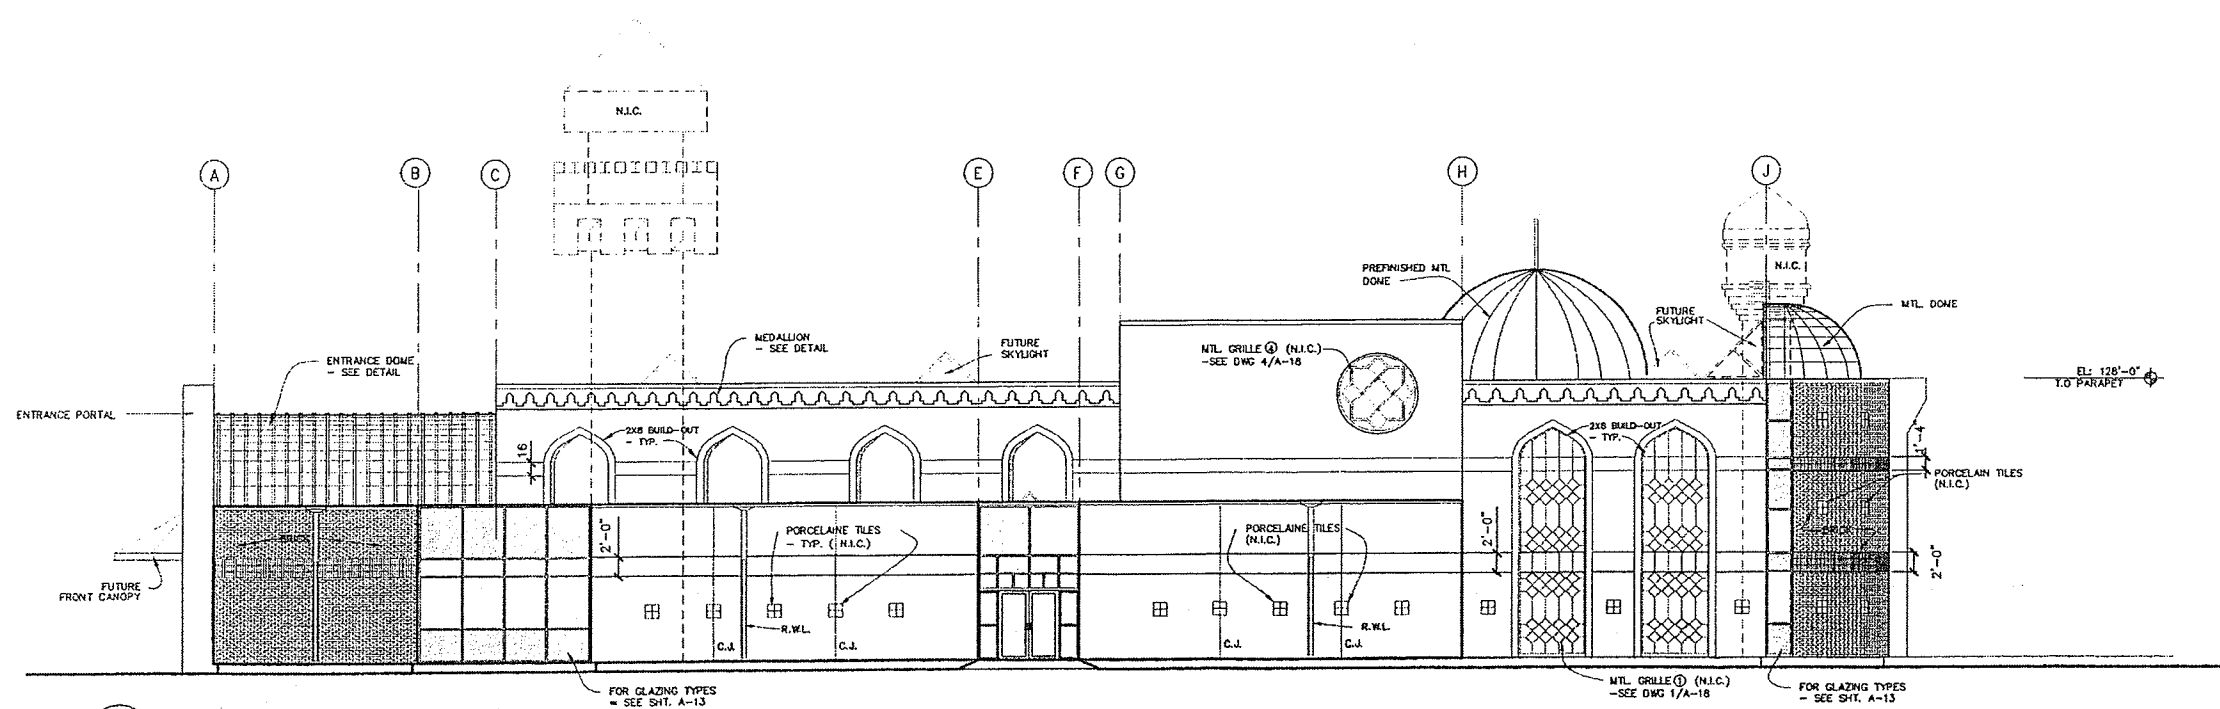 N.I.C.
A
B
C
E
F
G
H
J
N.I.C.
PREFINISHED MTL
DOME
FUTURE
SKYLIGHT
MTL. DOME
MEDALLION
- SEE DETAIL
FUTURE
SKYLIGHT
MTL. GRILLE 4 (N.I.C.)
-SEE DWG 4/A-18
ENTRANCE DOME
- SEE DETAIL
EL: 128'-0"
T.O PARAPET
ENTRANCE PORTAL
2X6 BUILD-OUT
- TYP.
16
2X6 BUILD-OUT
- TYP.
1'-4
PORCELAIN TILES
(N.I.C.)
BRICK
2'-0"
PORCELAINE TILES
- TYP. ( N.I.C.)
PORCELAINE TILES
(N.I.C.)
2'-0"
BRICK
2'-0"
FUTURE
FRONT CANOPY
R.W.L.
R.W.L.
C.J.
C.J.
C.J.
C.J.
FOR GLAZING TYPES
- SEE SHT. A-13
MTL. GRILLE 1 (N.I.C.)
-SEE DWG 1/A-18
FOR GLAZING TYPES
- SEE SHT. A-13